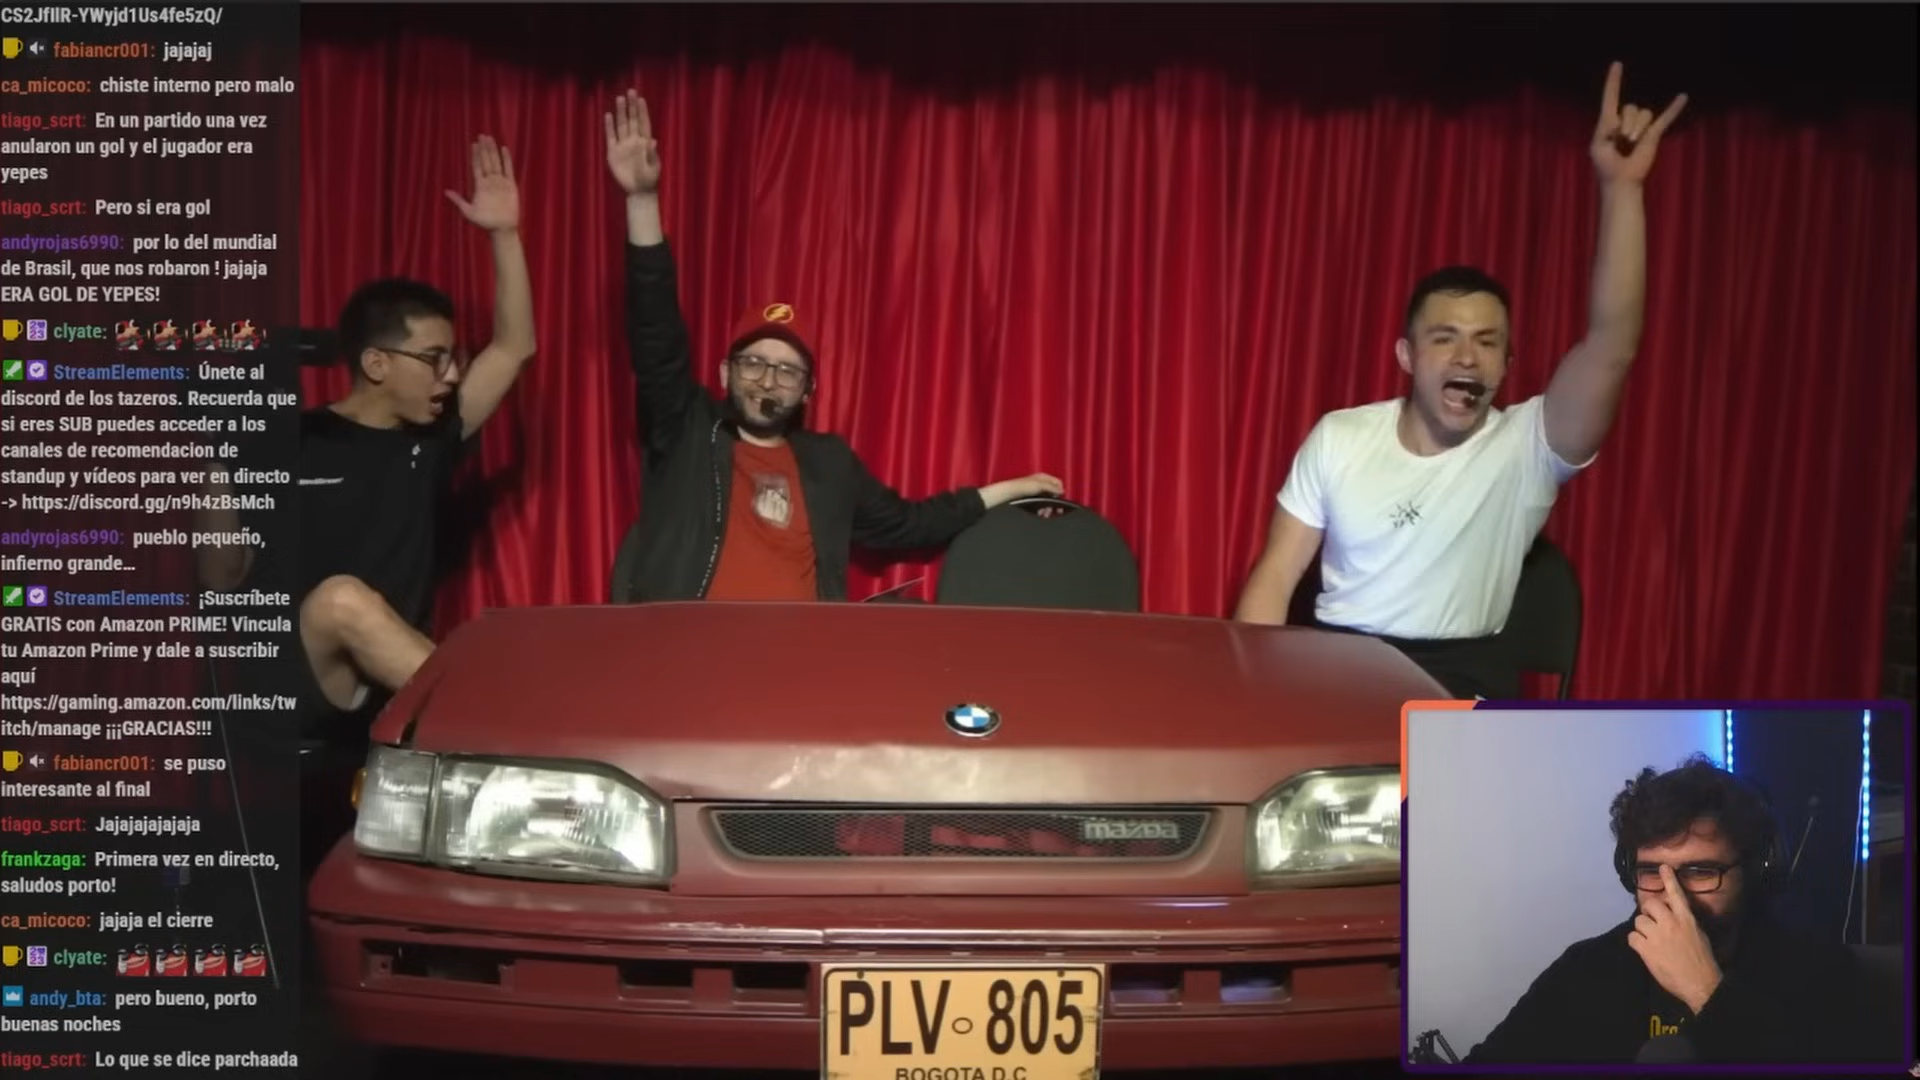 CS2JfIlR-YWyjd1Us4fe5zQ/
fabiancr001: jajajaj
ca_micoco: chiste interno pero malo
tiago_scrt: En un partido una vez
anularon un gol y el jugador era
yepes
tiago_scrt: Pero si era gol
andyrojas6990: por lo del mundial
de Brasil, que nos robaron ! jajaja
ERA GOL DE YEPES!
clyate:
StreamElements: Únete al
discord de los tazeros. Recuerda que
si eres SUB puedes acceder a los
canales de recomendacion de
standup y vídeos para ver en directo
-> https://discord.gg/n9h4zBsMch
andyrojas6990: pueblo pequeño,
infierno grande...
StreamElements: ¡Suscríbete
GRATIS con Amazon PRIME! Vincula
tu Amazon Prime y dale a suscribir
aquí
https://gaming.amazon.com/links/tw
itch/manage ¡¡¡GRACIAS!!!
fabiancr001: se puso
interesante al final
tiago_scrt: Jajajajajajaja
frankzaga: Primera vez en directo,
saludos porto!
ca_micoco: jajaja el cierre
clyate:
andy_bta: pero bueno, porto
buenas noches
tiago_scrt: Lo que se dice parchaada
mazda
PLV 805
BOGOTA D.C